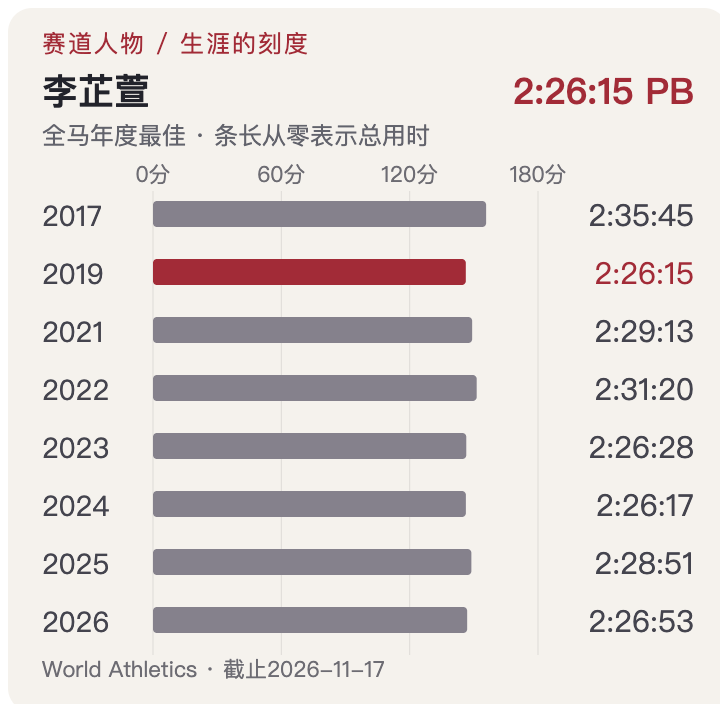 赛道人物 / 生涯的刻度
李芷萱 2:26:15 PB
全马年度最佳 · 条长从零表示总用时
0分 60分 120分 180分
2017 2:35:45
2019 2:26:15
2021 2:29:13
2022 2:31:20
2023 2:26:28
2024 2:26:17
2025 2:28:51
2026 2:26:53
World Athletics · 截止2026–11–17